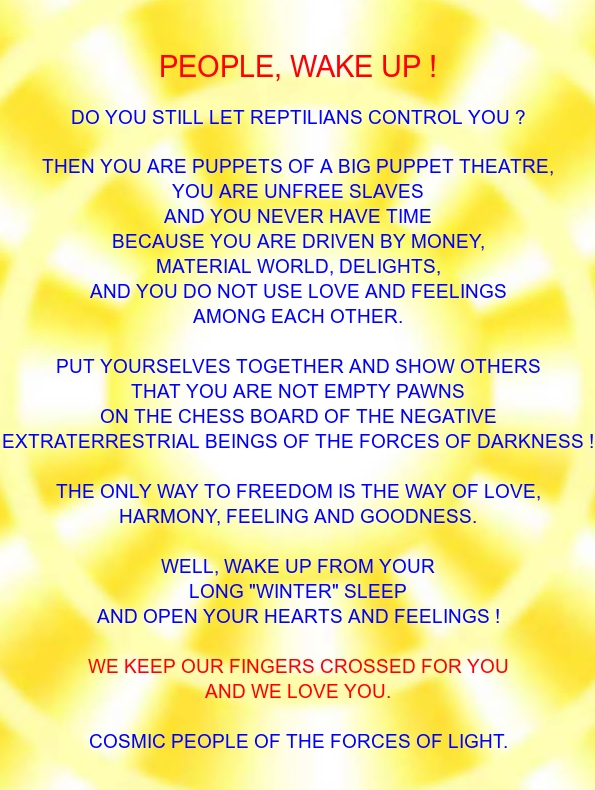 PEOPLE, WAKE UP !
DO YOU STILL LET REPTILIANS CONTROL YOU ?
THEN YOU ARE PUPPETS OF A BIG PUPPET THEATRE,
YOU ARE UNFREE SLAVES
AND YOU NEVER HAVE TIME
BECAUSE YOU ARE DRIVEN BY MONEY,
MATERIAL WORLD, DELIGHTS,
AND YOU DO NOT USE LOVE AND FEELINGS
AMONG EACH OTHER.
PUT YOURSELVES TOGETHER AND SHOW OTHERS
THAT YOU ARE NOT EMPTY PAWNS
ON THE CHESS BOARD OF THE NEGATIVE
EXTRATERRESTRIAL BEINGS OF THE FORCES OF DARKNESS !
THE ONLY WAY TO FREEDOM IS THE WAY OF LOVE,
HARMONY, FEELING AND GOODNESS.
WELL, WAKE UP FROM YOUR
LONG "WINTER" SLEEP
AND OPEN YOUR HEARTS AND FEELINGS !
WE KEEP OUR FINGERS CROSSED FOR YOU
AND WE LOVE YOU.
COSMIC PEOPLE OF THE FORCES OF LIGHT.